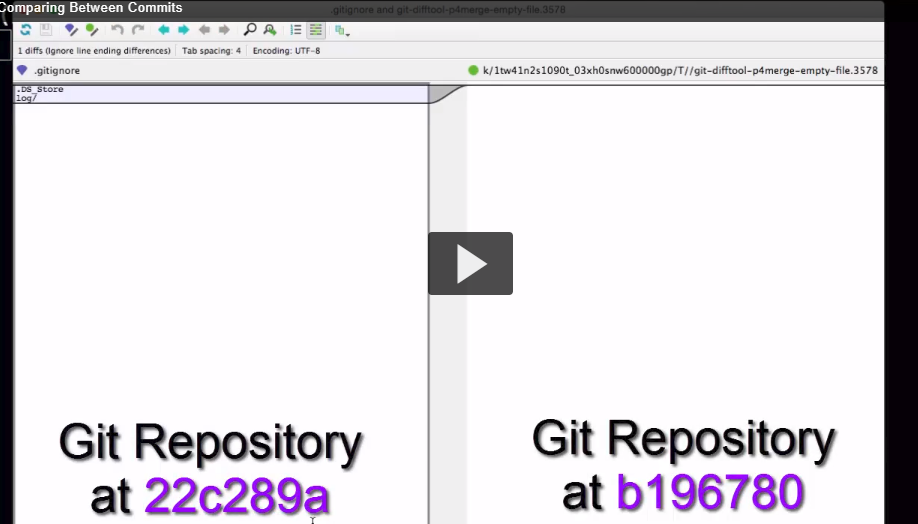 Comparing Between Commits
.gitignore and git-difftool-p4merge-empty-file.3578
1 diffs (Ignore line ending differences) Tab spacing: 4 Encoding: UTF-8
.gitignore
k/1tw41n2s1090t_03xh0snw600000gp/T//git-difftool-p4merge-empty-file.3578
.DS_Store
log/
Git Repository
at 22c289a
Git Repository
at b196780